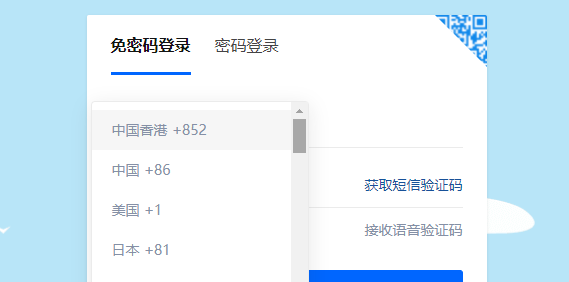 免密码登录 密码登录
中国香港 +852
中国 +86
获取短信验证码
美国 +1
接收语音验证码
日本 +81